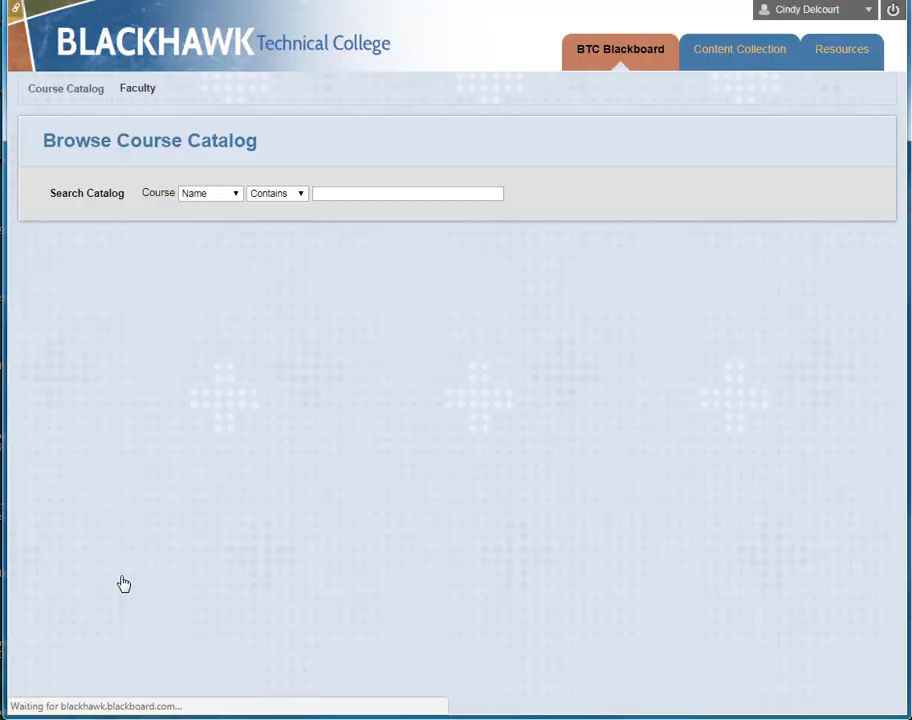 Cindy Delcourt
BLACKHAWK Technical College
BTC Blackboard
Content Collection
Resources
Course Catalog
Faculty
Browse Course Catalog
Search Catalog Course Name Contains
Waiting for blackhawk.blackboard.com...